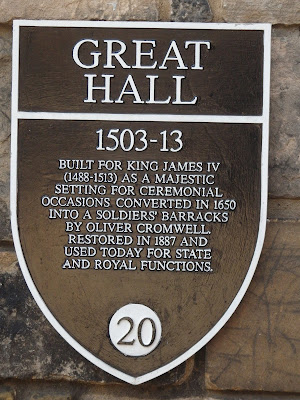 GREAT
HALL
1503-13
BUILT FOR KING JAMES IV
(1488-1513) AS A MAJESTIC
SETTING FOR CEREMONIAL
OCCASIONS CONVERTED IN 1650
INTO A SOLDIERS' BARRACKS
BY OLIVER CROMWELL.
RESTORED IN 1887 AND
USED TODAY FOR STATE
AND ROYAL FUNCTIONS.
20